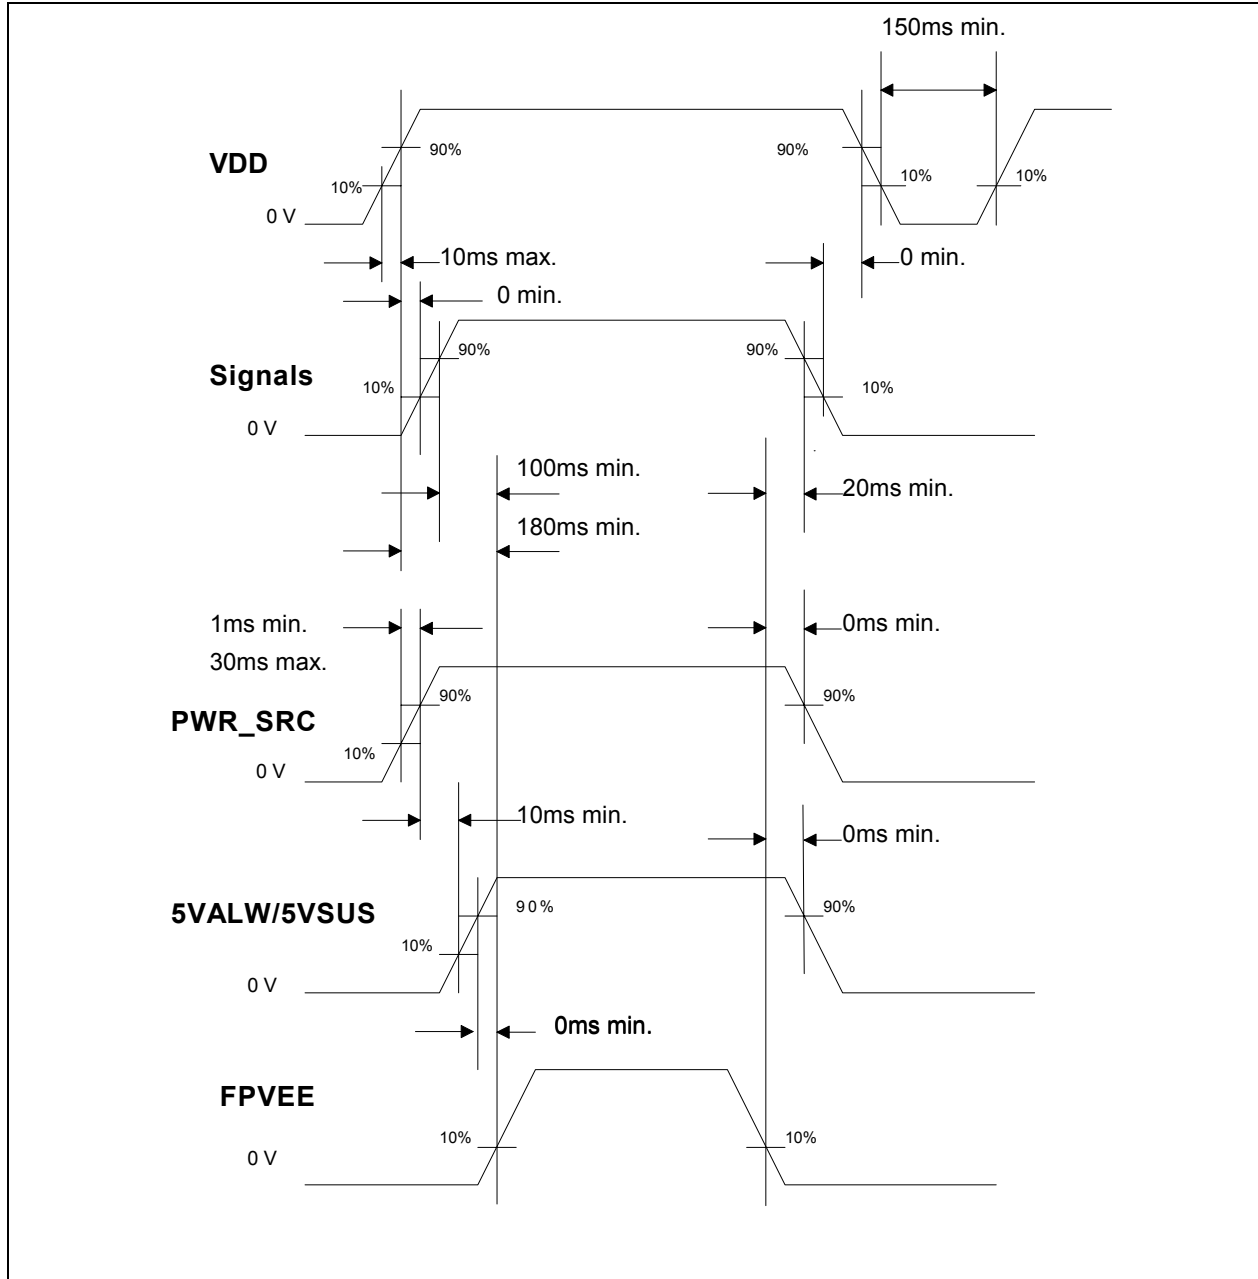 150ms min.
90%
90%
VDD
10%
10%
10%
0 V
10ms max.
0 min.
0 min.
90%
90%
Signals
10%
10%
0 V
100ms min.
20ms min.
180ms min.
1ms min.
0ms min.
30ms max.
90%
90%
PWR_SRC
10%
0 V
10ms min.
0ms min.
90%
90%
5VALW/5VSUS
10%
0 V
0ms min.
FPVEE
10%
10%
0 V